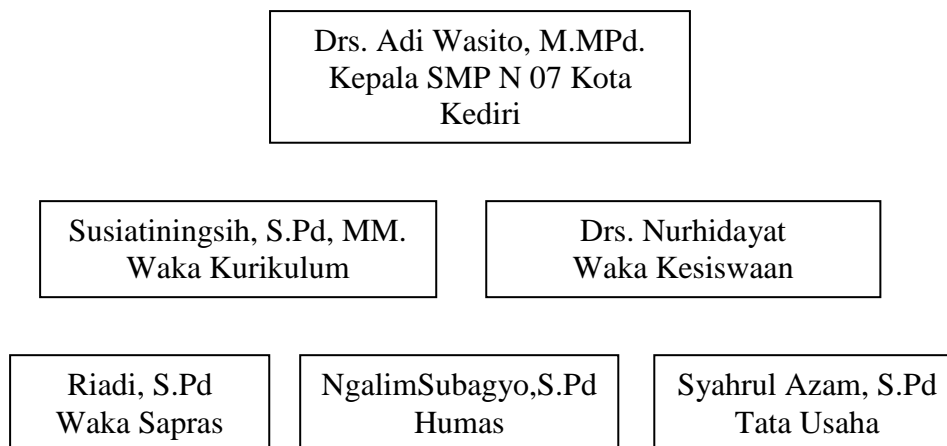 Drs. Adi Wasito, M.MPd.
Kepala SMP N 07 Kota
Kediri
Susiatiningsih, S.Pd, MM.
Waka Kurikulum
Drs. Nurhidayat
Waka Kesiswaan
Riadi, S.Pd
Waka Sapras
NgalimSubagyo,S.Pd
Humas
Syahrul Azam, S.Pd
Tata Usaha